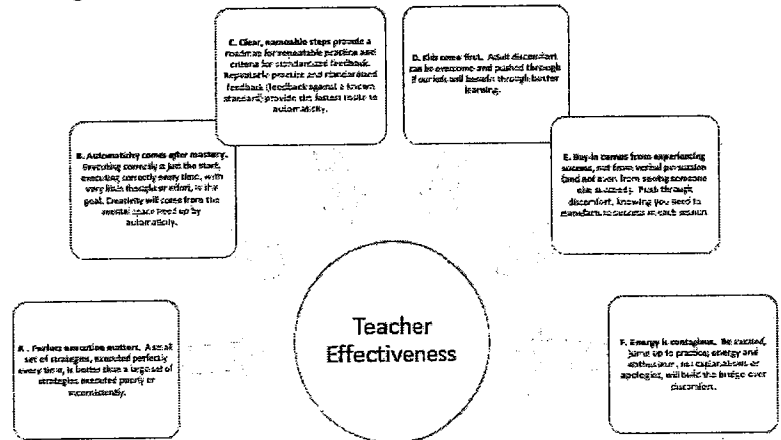 C. Clear, nameable steps provide a
roadmap for repeatable practice and
criteria for standardized feedback.
Repeatable practice and standardized
feedback (feedback against a known
standard) provide the fastest route to
automaticity.
D. Kids come first. Adult discomfort
can be overcome and pushed through
if our kids will benefit through better
learning.
B. Automaticity comes after mastery.
Executing correctly is just the start,
executing correctly every time, with
very little thought or effort, is the
goal. Creativity will come from the
mental space freed up by
automaticity.
E. Buy-in comes from experiencing
success, not from verbal persuasion
(and not even from seeing someone
else succeed). Push through
discomfort, knowing you need to
manufacture success in each session
Teacher
Effectiveness
A. Perfect execution matters. A small
set of strategies, executed perfectly
every time, is better than a large set of
strategies executed poorly or
inconsistently.
F. Energy is contagious. Be excited,
jump up to practice; energy and
enthusiasm, not explanations or
apologies, will build the bridge over
discomfort.